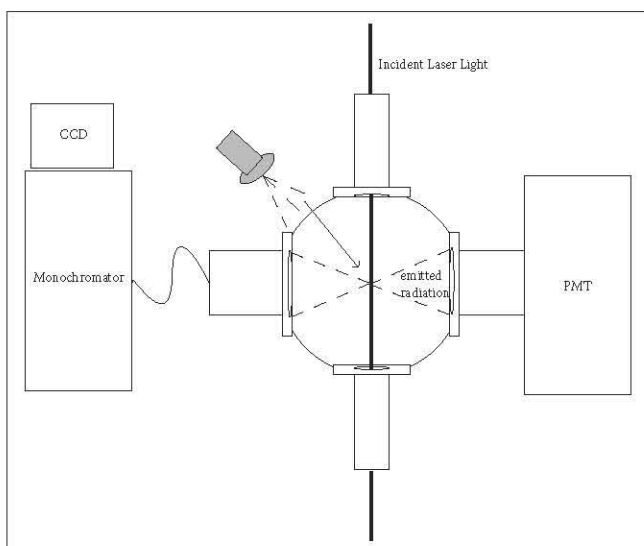 Incident Laser Light
CCD
Monochromator
emitted
radiation
PMT